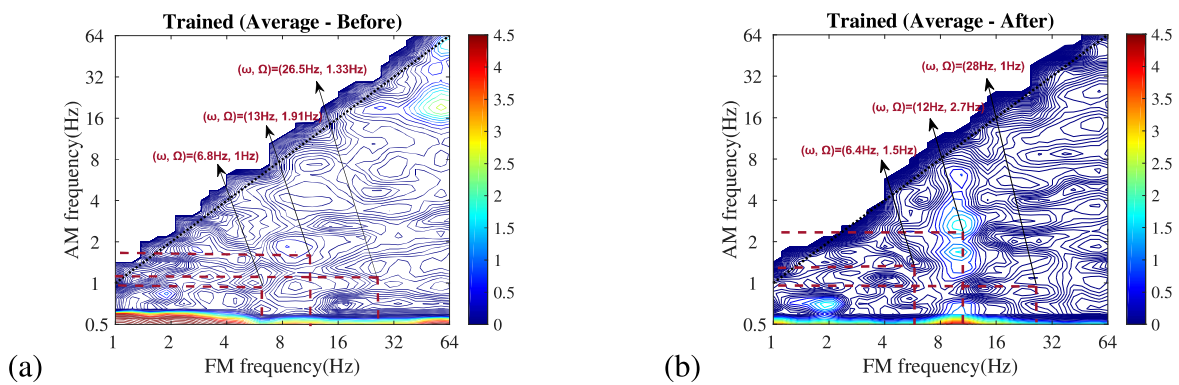 Trained (Average - Before)
AM frequency(Hz)
64
32
16
8
4
2
1
0.5
(ω, Ω)=(26.5Hz, 1.33Hz)
(ω, Ω)=(13Hz, 1.91Hz)
(ω, Ω)=(6.8Hz, 1Hz)
1 2 4 8 16 32 64
FM frequency(Hz)
4.5
4
3.5
3
2.5
2
1.5
1
0.5
0
(a)
Trained (Average - After)
AM frequency(Hz)
64
32
16
8
4
2
1
0.5
(ω, Ω)=(28Hz, 1Hz)
(ω, Ω)=(12Hz, 2.7Hz)
(ω, Ω)=(6.4Hz, 1.5Hz)
1 2 4 8 16 32 64
FM frequency(Hz)
4.5
4
3.5
3
2.5
2
1.5
1
0.5
0
(b)